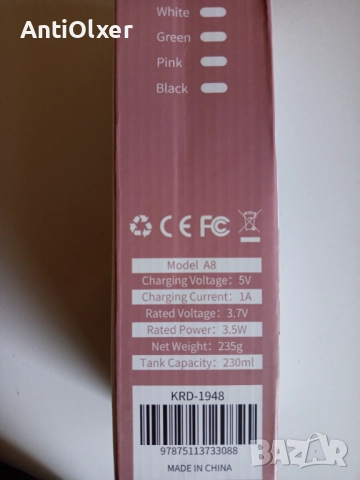 AntiOlxer
White
Green
Pink
Black
CE FC
Model A8
Charging Voltage: 5V
Charging Current: 1A
Rated Voltage: 3.7V
Rated Power: 3.5W
Net Weight: 235g
Tank Capacity: 230ml
KRD-1948
97875113733088
MADE IN CHINA
BAZAR